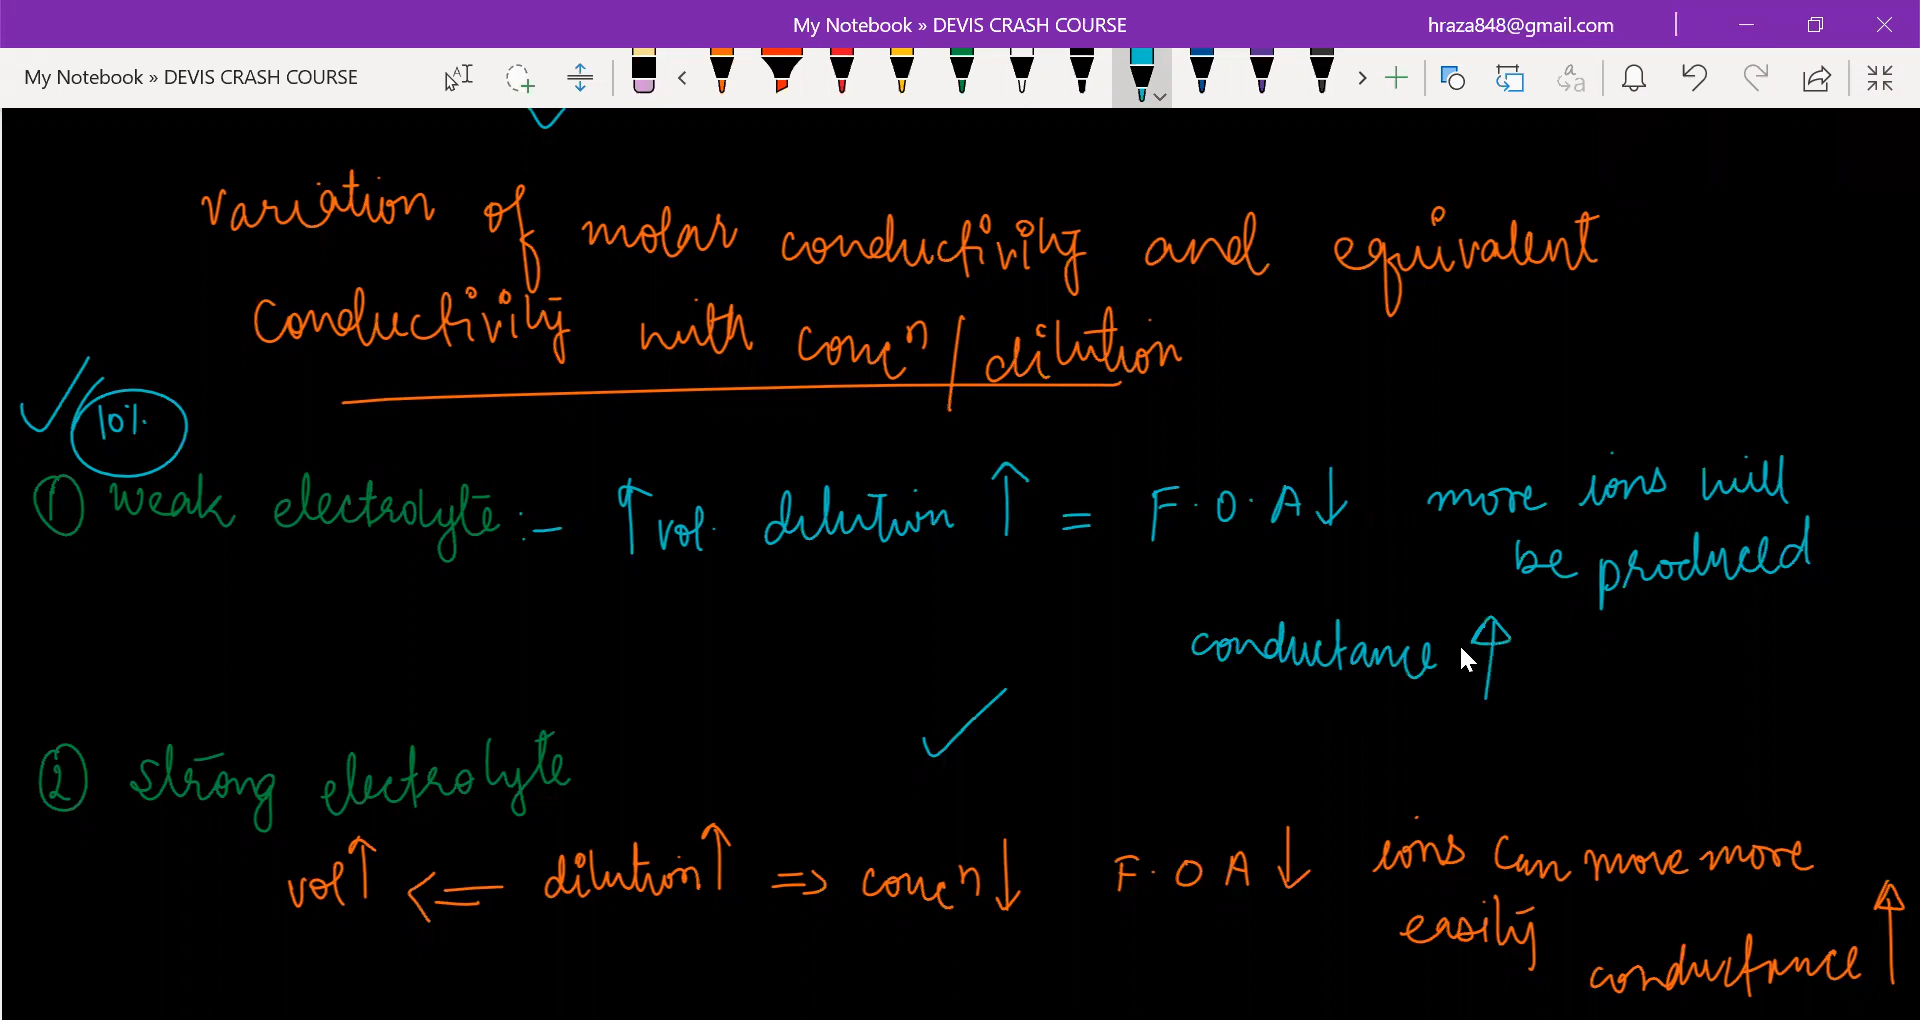 My Notebook » DEVIS CRASH COURSE
hraza848@gmail.com
My Notebook » DEVIS CRASH COURSE
variation of molar conductivity and equivalent
conductivity with concⁿ/dilution
10%
① weak electrolyte :- ↑ vol. dilution ↑ = F.O.A↓ more ions will
be produced
conductance ↑
② strong electrolyte
vol↑ <= dilution↑ => concⁿ↓ F.O A↓ ions can move more
easily
conductance ↑